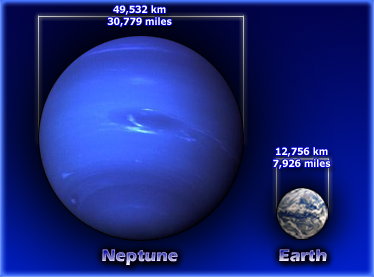 49,532 km
30,779 miles
12,756 km
7,926 miles
Neptune
Earth